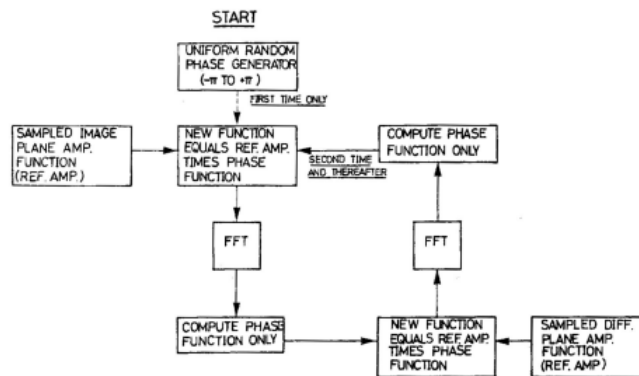 START
UNIFORM RANDOM
PHASE GENERATOR
(-π TO +π)
FIRST TIME ONLY
SAMPLED IMAGE
PLANE AMP.
FUNCTION
(REF. AMP.)
NEW FUNCTION
EQUALS REF. AMP.
TIMES PHASE
FUNCTION
COMPUTE PHASE
FUNCTION ONLY
SECOND TIME
AND THEREAFTER
FFT
FFT
COMPUTE PHASE
FUNCTION ONLY
NEW FUNCTION
EQUALS REF. AMP.
TIMES PHASE
FUNCTION
SAMPLED DIFF.
PLANE AMP.
FUNCTION
(REF. AMP)